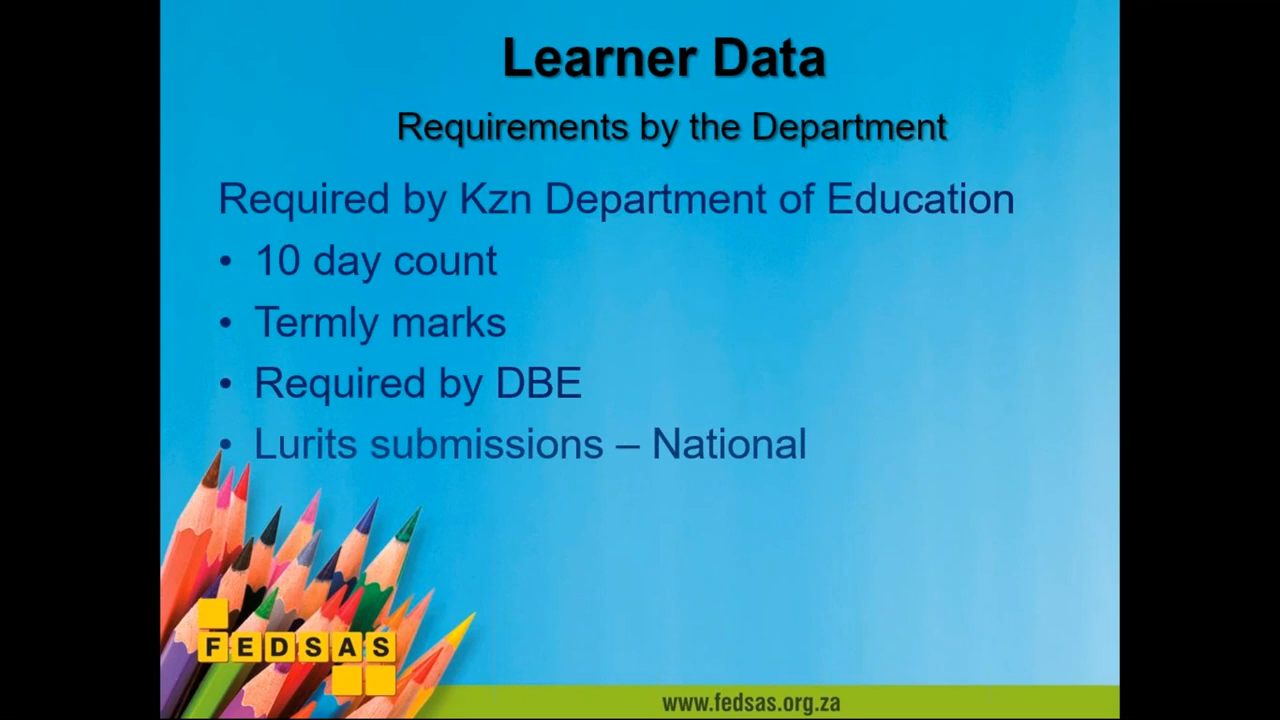 Learner Data
Requirements by the Department
Required by Kzn Department of Education
• 10 day count
• Termly marks
• Required by DBE
• Lurits submissions – National
FEDSAS
www.fedsas.org.za